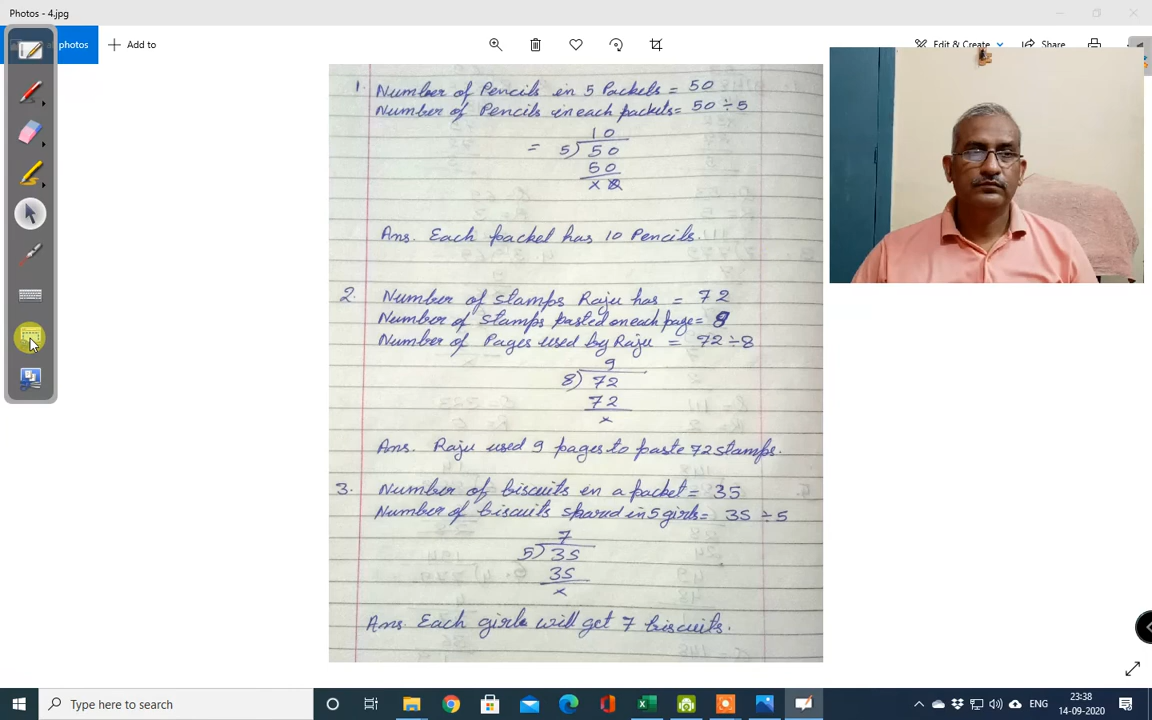 Photos - 4.jpg
photos
Add to
Edit & Create
Share
1. Number of Pencils in 5 Packets = 50
Number of Pencils in each packets = 50 ÷ 5
10
= 5) 50
50
x
Ans. Each packet has 10 Pencils.
2. Number of stamps Raju has = 72
Number of stamps pasted on each page = 8
Number of Pages used by Raju = 72 ÷ 8
9
8) 72
72
x
Ans. Raju used 9 pages to paste 72 stamps.
3. Number of biscuits in a packet = 35
Number of biscuits shared in 5 girls = 35 ÷ 5
7
5) 35
35
x
Ans Each girl will get 7 biscuits.
Type here to search
ENG
23:38
14-09-2020